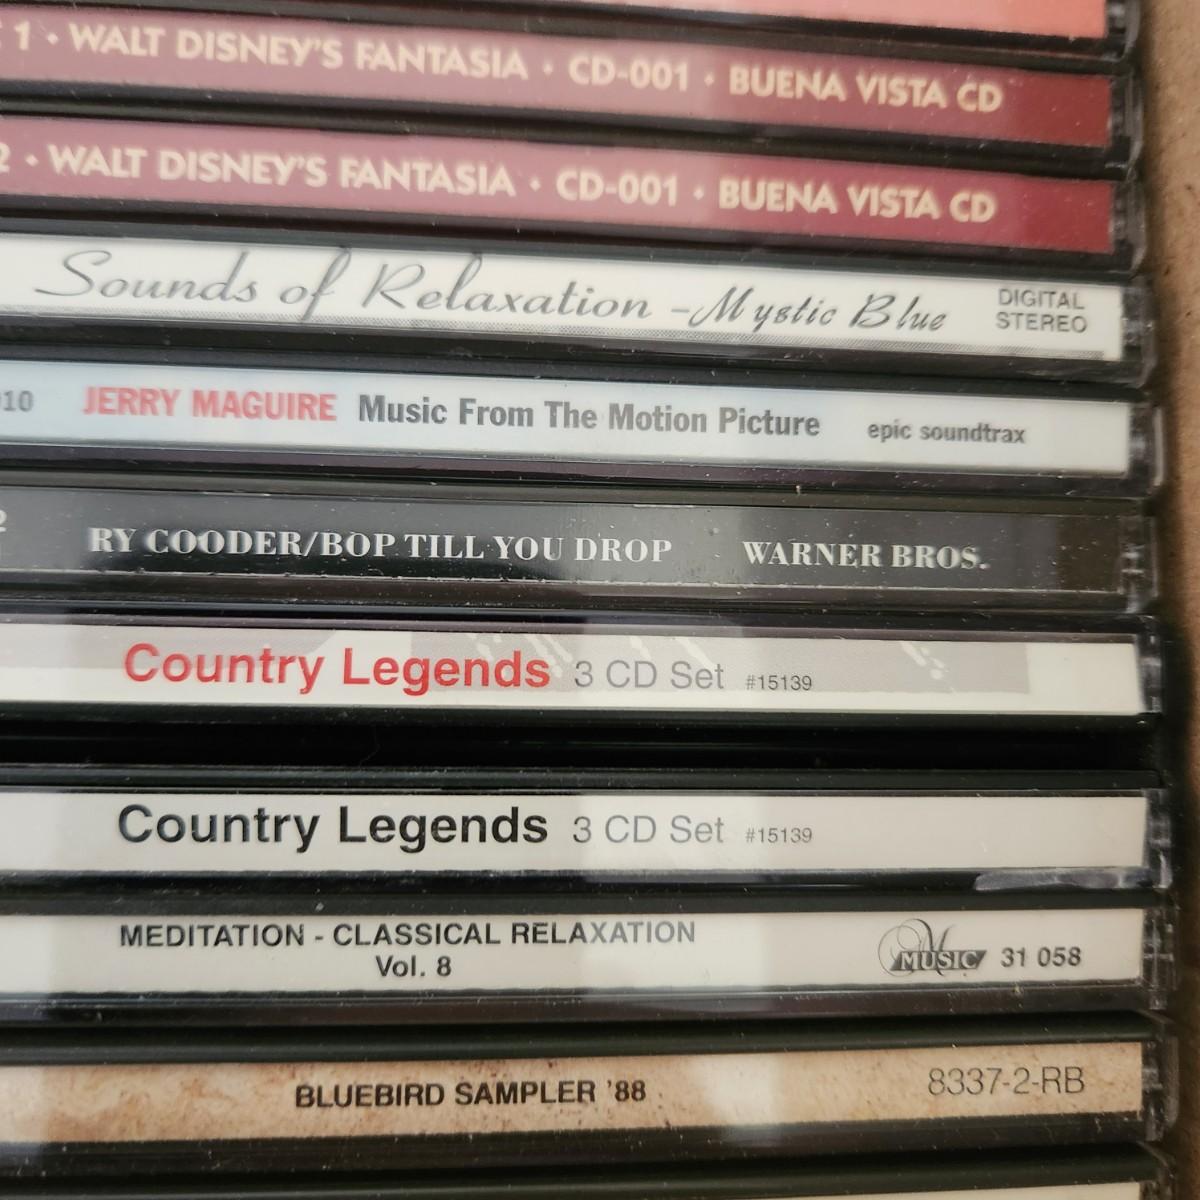 1 • WALT DISNEY'S FANTASIA • CD-001 • BUENA VISTA CD
2 • WALT DISNEY'S FANTASIA • CD-001 • BUENA VISTA CD
Sounds of Relaxation - Mystic Blue DIGITAL STEREO
10 JERRY MAGUIRE Music From The Motion Picture epic soundtrax
2 RY COODER/BOP TILL YOU DROP WARNER BROS.
Country Legends 3 CD Set #15139
Country Legends 3 CD Set #15139
MEDITATION - CLASSICAL RELAXATION
Vol. 8
MUSIC 31 058
BLUEBIRD SAMPLER '88 8337-2-RB